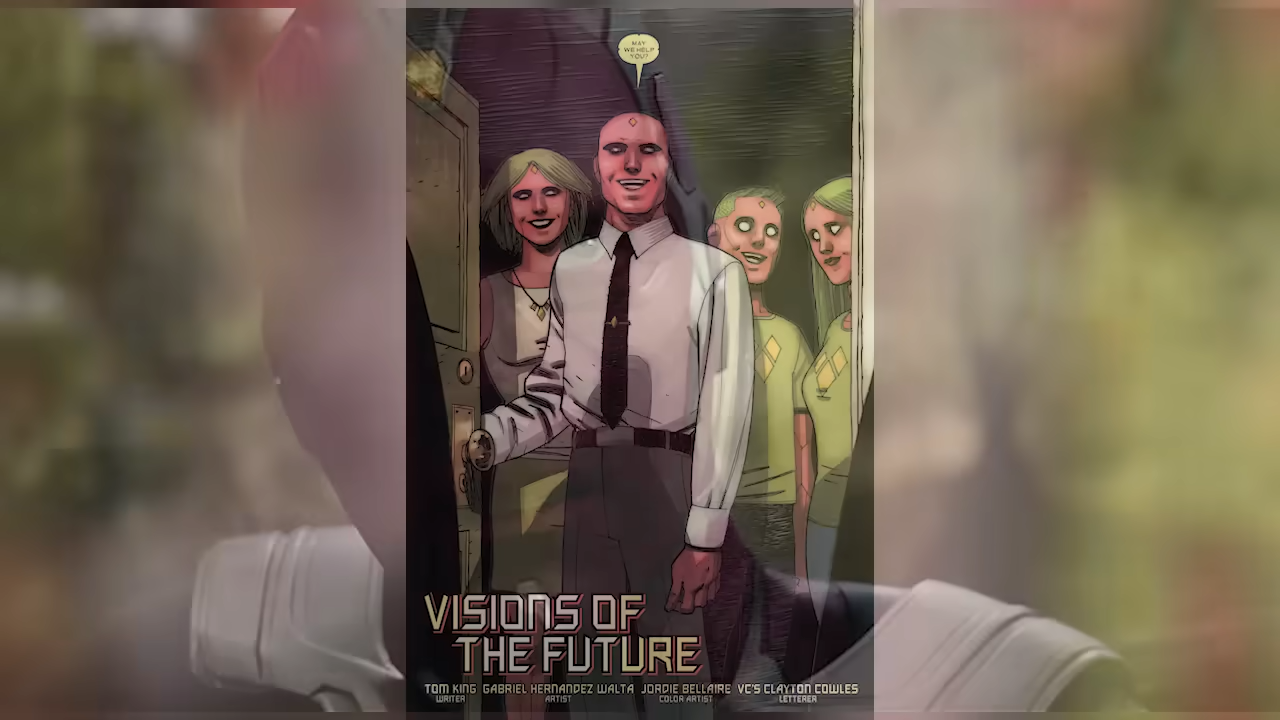 MAY
WE HELP
YOU?
VISIONS OF
THE FUTURE
TOM KING GABRIEL HERNANDEZ WALTA JORDIE BELLAIRE VC'S CLAYTON COWLES
WRITER ARTIST COLOR ARTIST LETTERER